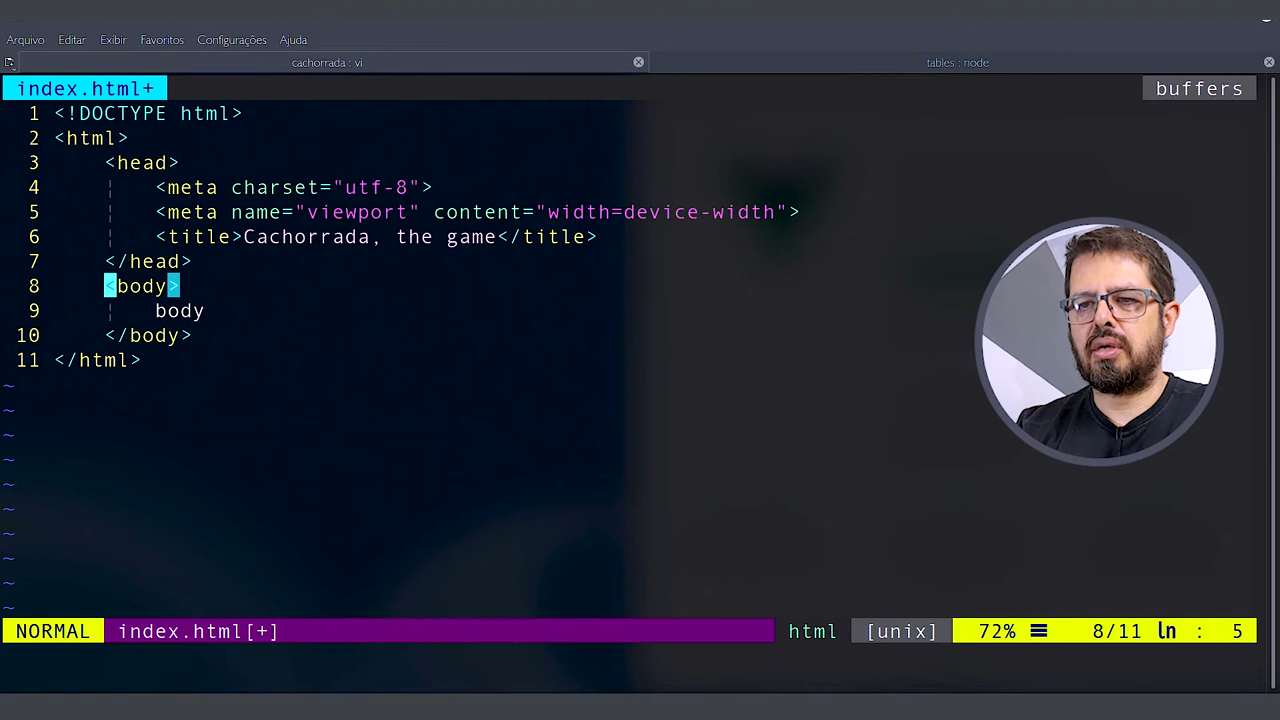 Arquivo Editar Exibir Favoritos Configurações Ajuda
cachorrada : vi tables : node
index.html+ buffers
1 <!DOCTYPE html>
2 <html>
3 <head>
4 <meta charset="utf-8">
5 <meta name="viewport" content="width=device-width">
6 <title>Cachorrada, the game</title>
7 </head>
8 <body>
9 body
10 </body>
11 </html>
~
~
~
~
~
~
~
~
~
~
NORMAL index.html[+] html [unix] 72% 8/11 ln : 5